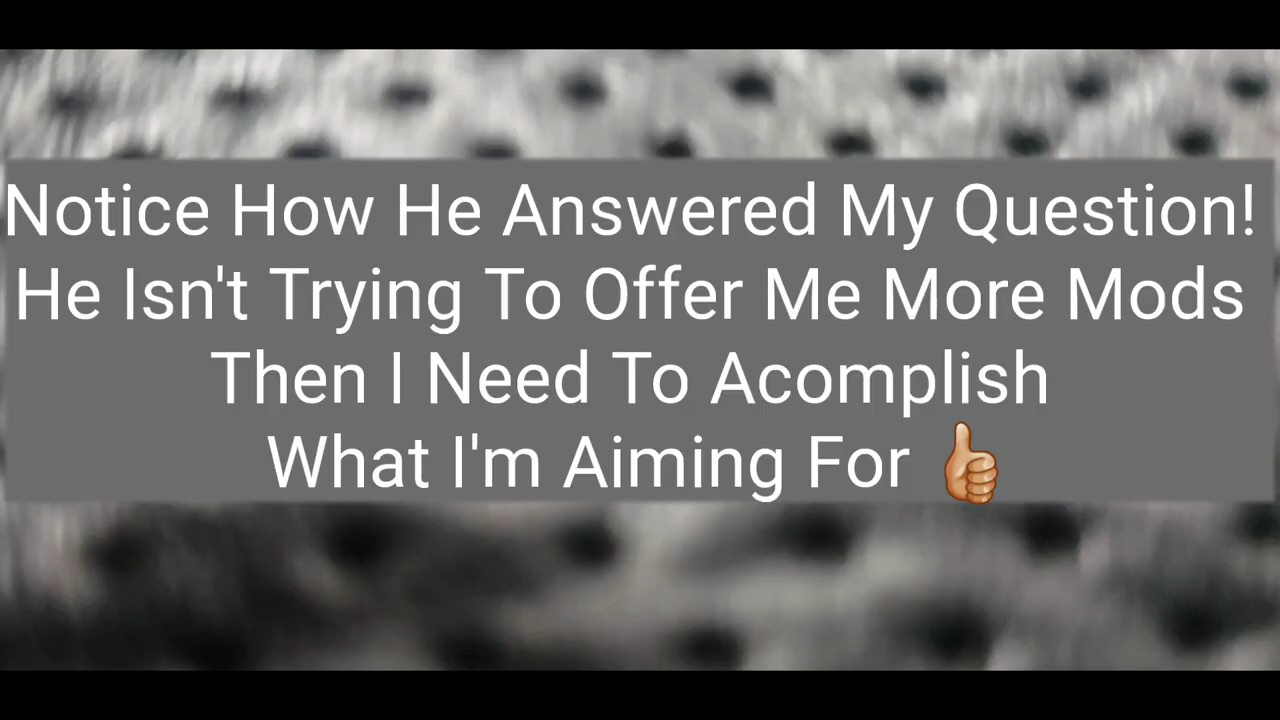 Notice How He Answered My Question!
He Isn't Trying To Offer Me More Mods
Then I Need To Acomplish
What I'm Aiming For 👍🏼